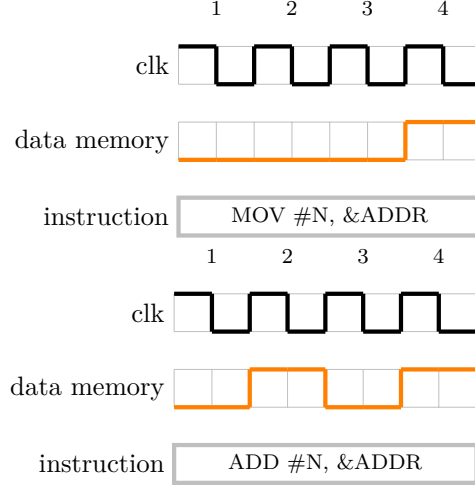 1 2 3 4
clk
data memory
instruction MOV #N, &ADDR
1 2 3 4
clk
data memory
instruction ADD #N, &ADDR